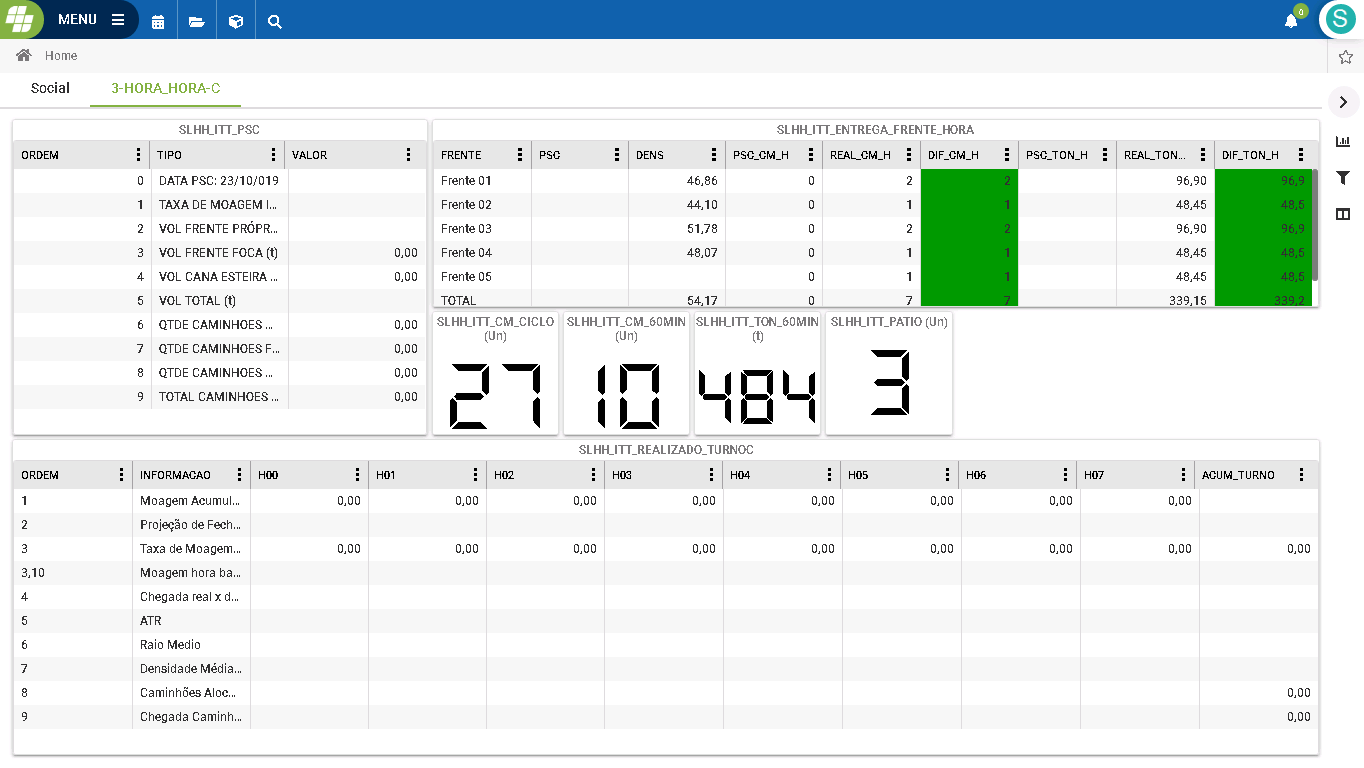 MENU
0
S
Home
Social 3-HORA_HORA-C
SLHH_ITT_PSC
ORDEM TIPO VALOR
0 DATA PSC: 23/10/019
1 TAXA DE MOAGEM I...
2 VOL FRENTE PRÓPR...
3 VOL FRENTE FOCA (t) 0,00
4 VOL CANA ESTEIRA ... 0,00
5 VOL TOTAL (t)
6 QTDE CAMINHOES ... 0,00
7 QTDE CAMINHOES F... 0,00
8 QTDE CAMINHOES ... 0,00
9 TOTAL CAMINHOES ... 0,00
SLHH_ITT_ENTREGA_FRENTE_HORA
FRENTE PSC DENS PSC_CM_H REAL_CM_H DIF_CM_H PSC_TON_H REAL_TON... DIF_TON_H
Frente 01 46,86 0 2 2 96,90 96,9
Frente 02 44,10 0 1 1 48,45 48,5
Frente 03 51,78 0 2 2 96,90 96,9
Frente 04 48,07 0 1 1 48,45 48,5
Frente 05 0 1 1 48,45 48,5
TOTAL 54,17 0 7 7 339,15 339,2
SLHH_ITT_CM_CICLO
(Un)
27
SLHH_ITT_CM_60MIN
(Un)
10
SLHH_ITT_TON_60MIN
(t)
484
SLHH_ITT_PATIO (Un)
3
SLHH_ITT_REALIZADO_TURNOC
ORDEM INFORMACAO H00 H01 H02 H03 H04 H05 H06 H07 ACUM_TURNO
1 Moagem Acumul... 0,00 0,00 0,00 0,00 0,00 0,00 0,00 0,00
2 Projeção de Fech...
3 Taxa de Moagem... 0,00 0,00 0,00 0,00 0,00 0,00 0,00 0,00 0,00
3,10 Moagem hora ba...
4 Chegada real x d...
5 ATR
6 Raio Medio
7 Densidade Média...
8 Caminhões Aloc... 0,00
9 Chegada Caminh... 0,00